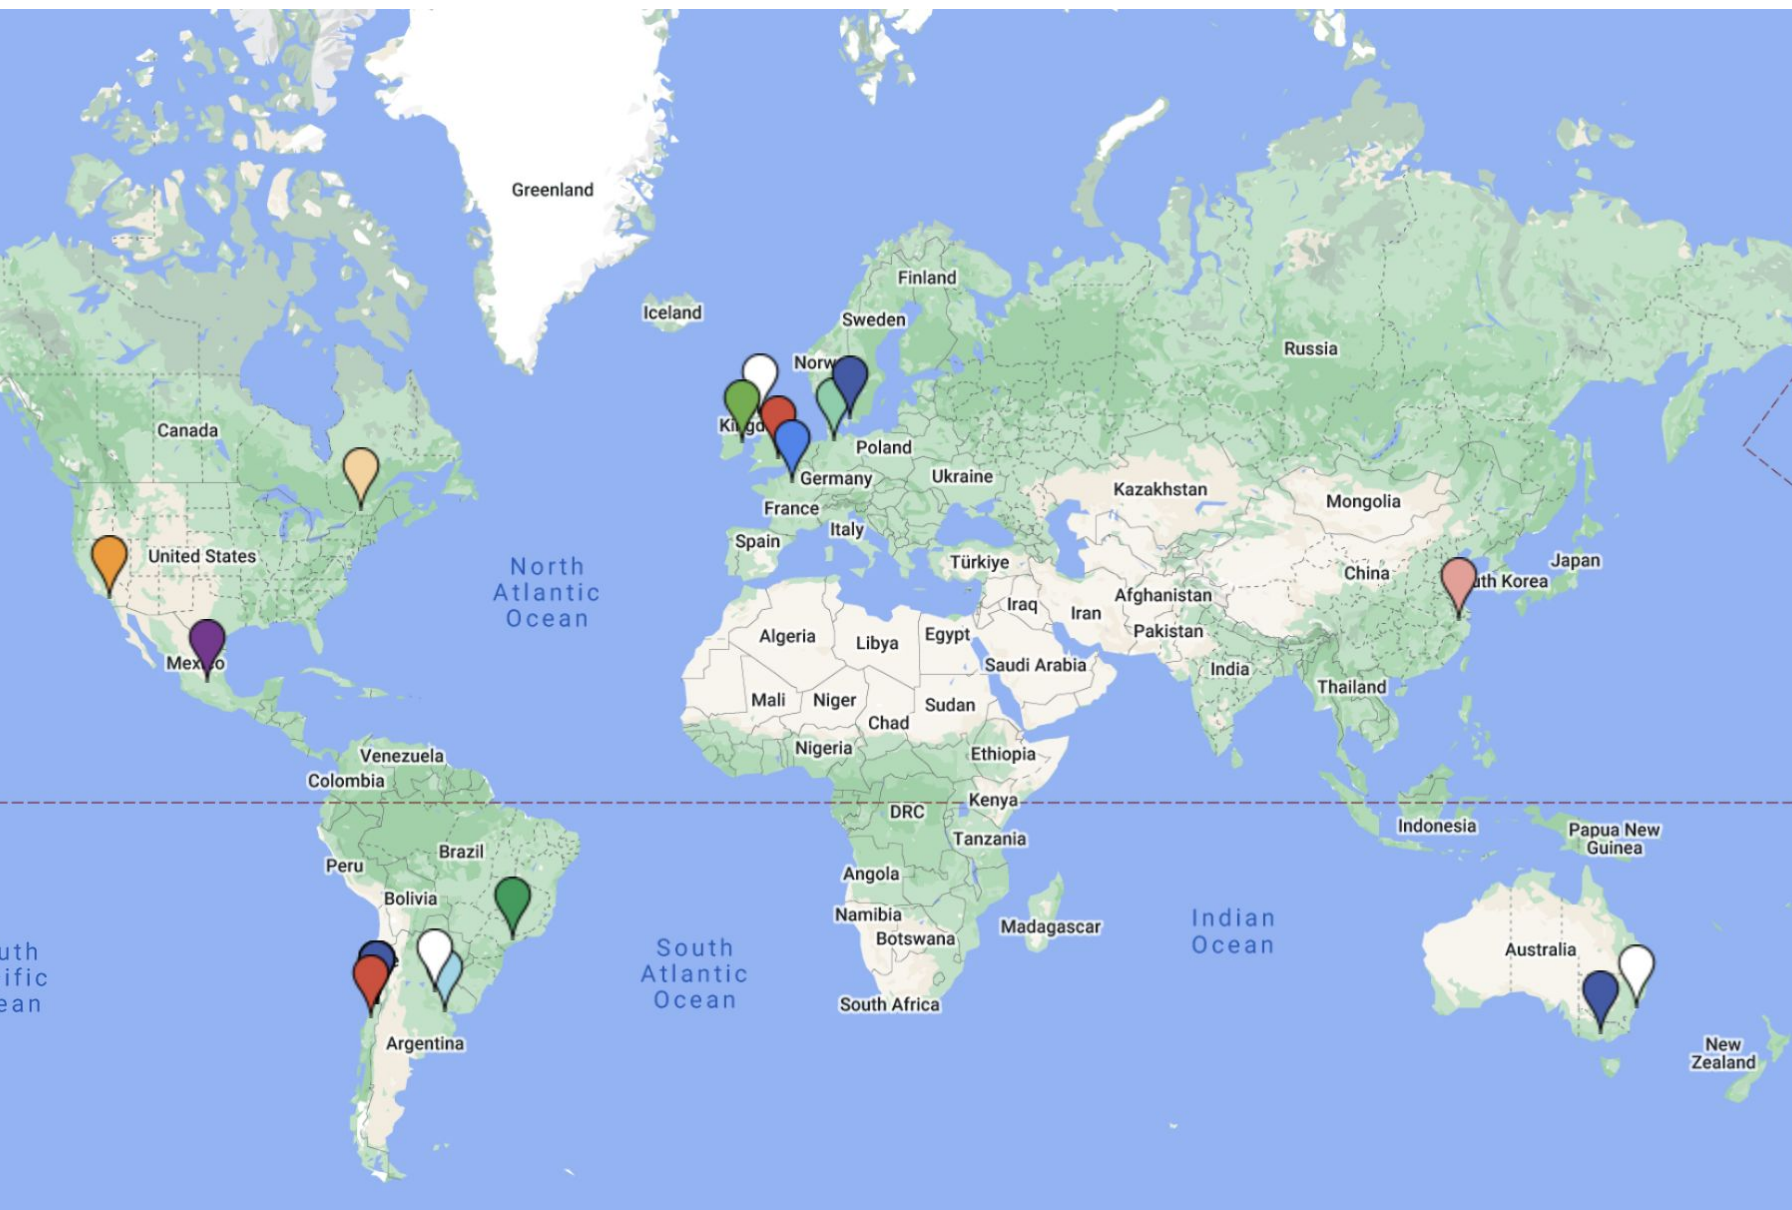 Greenland
Finland
Iceland
Sweden
Russia
Norw
Kingd
Canada
Poland
Germany
Ukraine
Kazakhstan
Mongolia
France
Italy
Spain
United States
North
Atlantic
Ocean
Türkiye
China
Japan
uth Korea
Afghanistan
Iraq
Iran
Pakistan
Algeria
Libya
Egypt
Saudi Arabia
India
Mexico
Thailand
Mali
Niger
Sudan
Chad
Nigeria
Ethiopia
Venezuela
Colombia
Kenya
DRC
Indonesia
Papua New
Guinea
Tanzania
Brazil
Peru
Angola
Bolivia
Namibia
Botswana
Madagascar
Indian
Ocean
uth
ific
ean
South
Atlantic
Ocean
Australia
e
South Africa
Argentina
New
Zealand